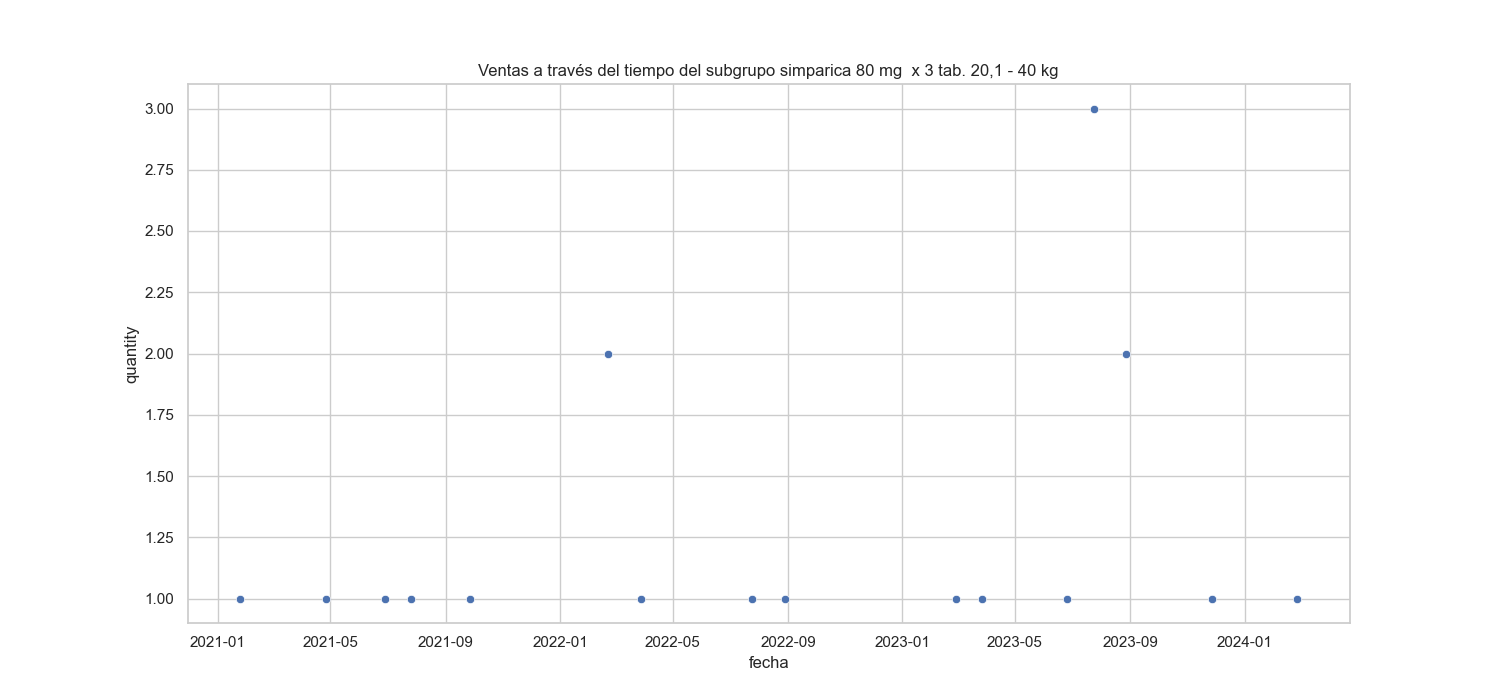 Ventas a través del tiempo del subgrupo simparica 80 mg  x 3 tab. 20,1 - 40 kg
3.00
2.75
2.50
2.25
2.00
1.75
1.50
1.25
1.00
quantity
2021-01 2021-05 2021-09 2022-01 2022-05 2022-09 2023-01 2023-05 2023-09 2024-01
fecha